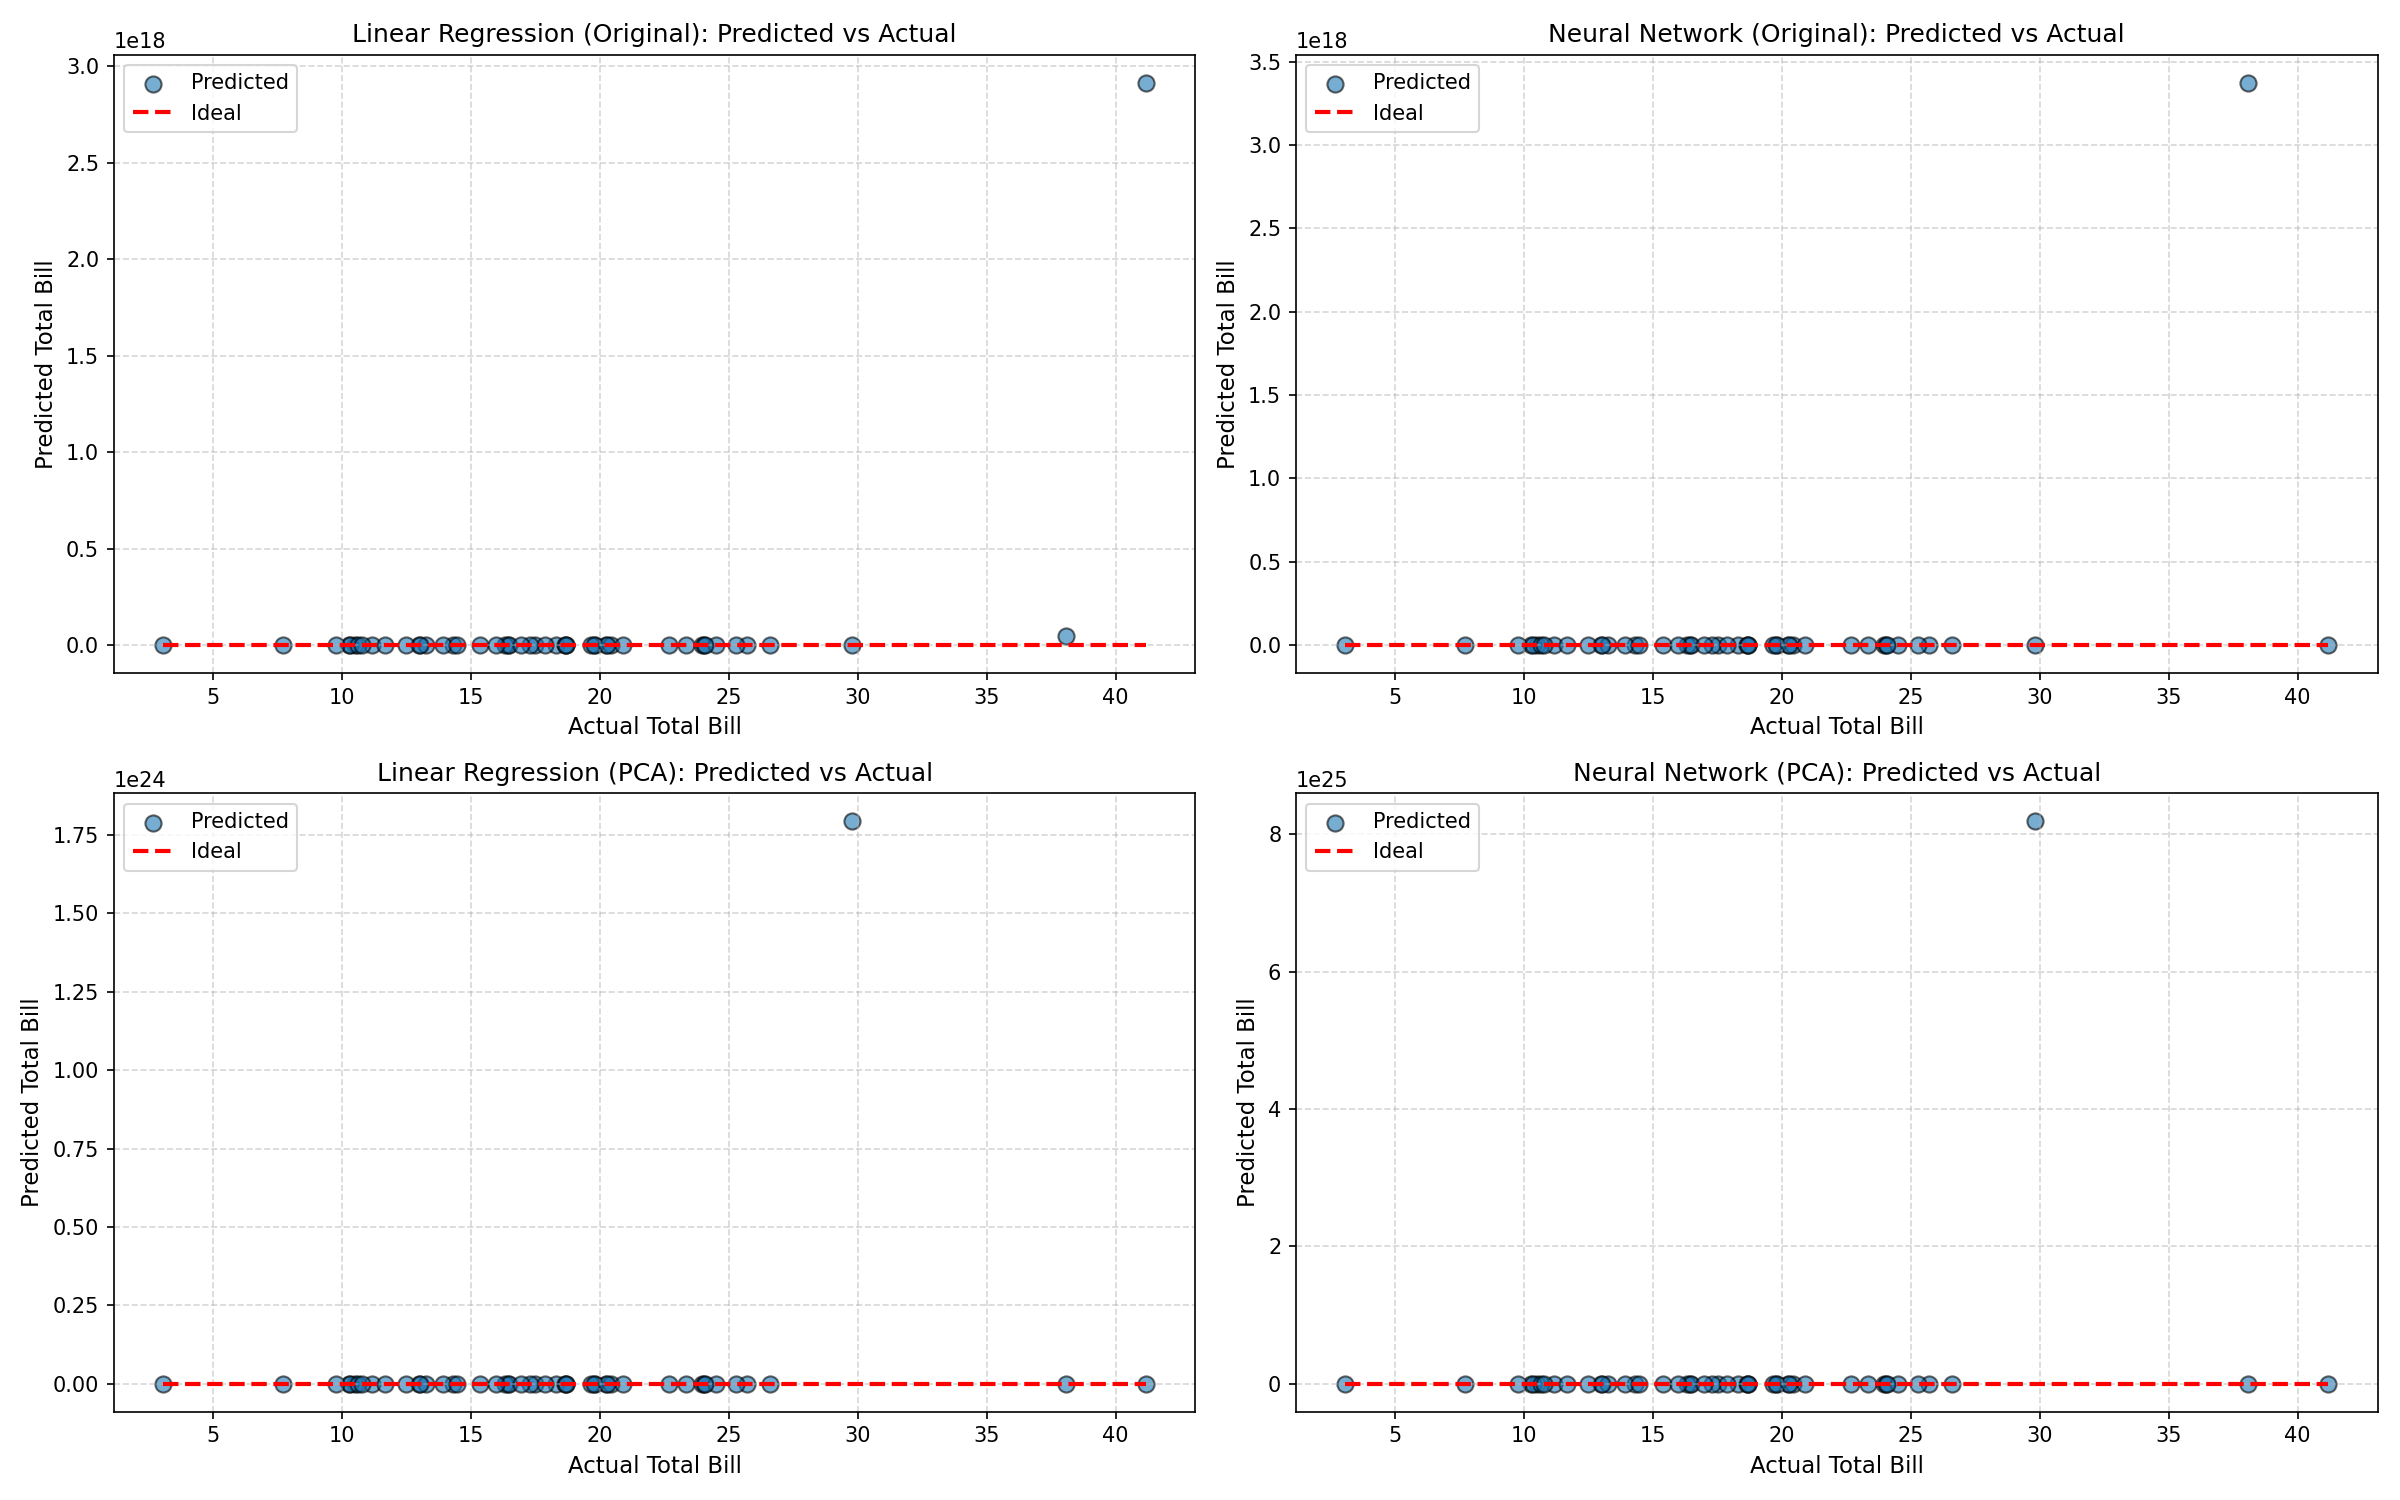 Linear Regression (Original): Predicted vs Actual
1e18
Predicted
Ideal
3.0
2.5
2.0
1.5
1.0
0.5
0.0
Predicted Total Bill
5 10 15 20 25 30 35 40
Actual Total Bill
Neural Network (Original): Predicted vs Actual
1e18
Predicted
Ideal
3.5
3.0
2.5
2.0
1.5
1.0
0.5
0.0
Predicted Total Bill
5 10 15 20 25 30 35 40
Actual Total Bill
Linear Regression (PCA): Predicted vs Actual
1e24
Predicted
Ideal
1.75
1.50
1.25
1.00
0.75
0.50
0.25
0.00
Predicted Total Bill
5 10 15 20 25 30 35 40
Actual Total Bill
Neural Network (PCA): Predicted vs Actual
1e25
Predicted
Ideal
8
6
4
2
0
Predicted Total Bill
5 10 15 20 25 30 35 40
Actual Total Bill